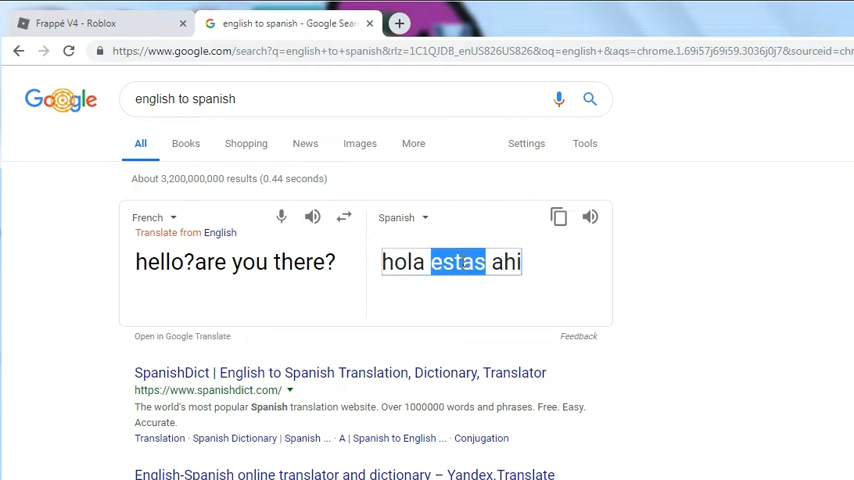 Frappé V4 - Roblox
english to spanish - Google Sear
https://www.google.com/search?q=english+to+spanish&rlz=1C1QJDB_enUS826US826&oq=english+&aqs=chrome.1.69i57j69i59.3036j0j7&sourceid=chr
Google
english to spanish
All Books Shopping News Images More Settings Tools
About 3,200,000,000 results (0.44 seconds)
French Spanish
Translate from English
hello?are you there? hola estas ahi
Open in Google Translate Feedback
SpanishDict | English to Spanish Translation, Dictionary, Translator
https://www.spanishdict.com/
The world's most popular Spanish translation website. Over 1000000 words and phrases. Free. Easy.
Accurate.
Translation · Spanish Dictionary | Spanish ... · A | Spanish to English ... · Conjugation
English-Spanish online translator and dictionary – Yandex.Translate